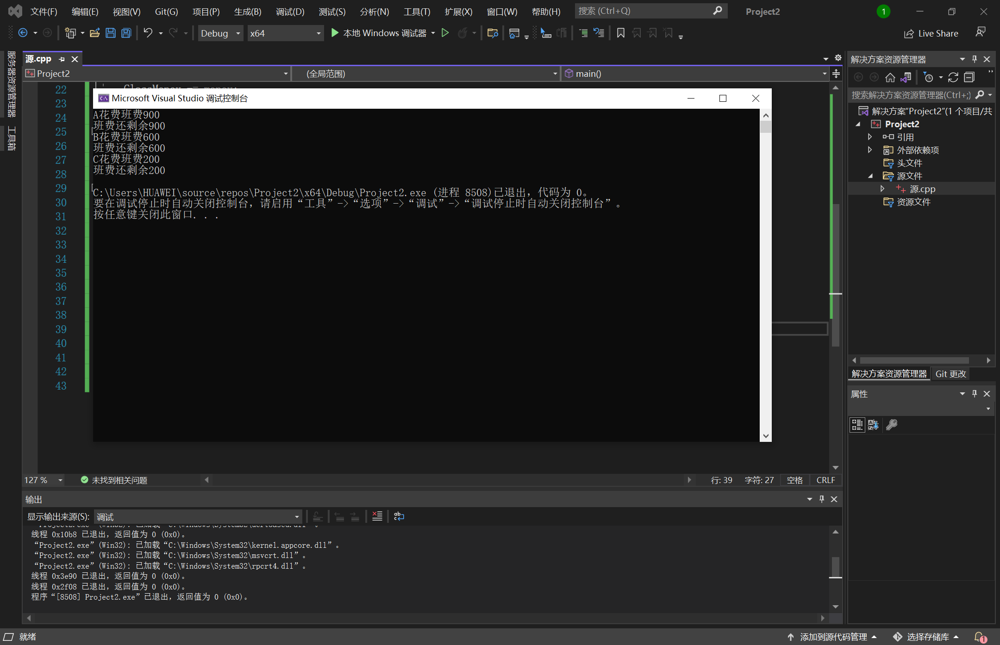 文件(F) 编辑(E) 视图(V) Git(G) 项目(P) 生成(B) 调试(D) 测试(S) 分析(N) 工具(T) 扩展(X) 窗口(W) 帮助(H) 搜索 (Ctrl+Q) Project2 1
Debug x64 本地 Windows 调试器 Live Share
服务器资源管理器
工具箱
源.cpp
Project2 (全局范围) main()
22
23
24
25
26
27
28
29
30
31
32
33
34
35
36
37
38
39
40
41
42
43
Microsoft Visual Studio 调试控制台
A花费班费900
班费还剩余900
B花费班费600
班费还剩余600
C花费班费200
班费还剩余200
C:\Users\HUAWEI\source\repos\Project2\x64\Debug\Project2.exe (进程 8508)已退出，代码为 0。
要在调试停止时自动关闭控制台，请启用“工具”->“选项”->“调试”->“调试停止时自动关闭控制台”。
按任意键关闭此窗口. . .
127 % 未找到相关问题 行: 39 字符: 27 空格 CRLF
输出
显示输出来源(S): 调试
线程 0x10b8 已退出，返回值为 0 (0x0)。
“Project2.exe”(Win32): 已加载“C:\Windows\System32\kernel.appcore.dll”。
“Project2.exe”(Win32): 已加载“C:\Windows\System32\msvcrt.dll”。
“Project2.exe”(Win32): 已加载“C:\Windows\System32\rpcrt4.dll”。
线程 0x3e90 已退出，返回值为 0 (0x0)。
线程 0x2f08 已退出，返回值为 0 (0x0)。
程序“[8508] Project2.exe”已退出，返回值为 0 (0x0)。
解决方案资源管理器
搜索解决方案资源管理器(Ctrl+;)
解决方案“Project2”(1 个项目/共
Project2
引用
外部依赖项
头文件
源文件
源.cpp
资源文件
解决方案资源管理器 Git 更改
属性
就绪 添加到源代码管理 选择存储库 1